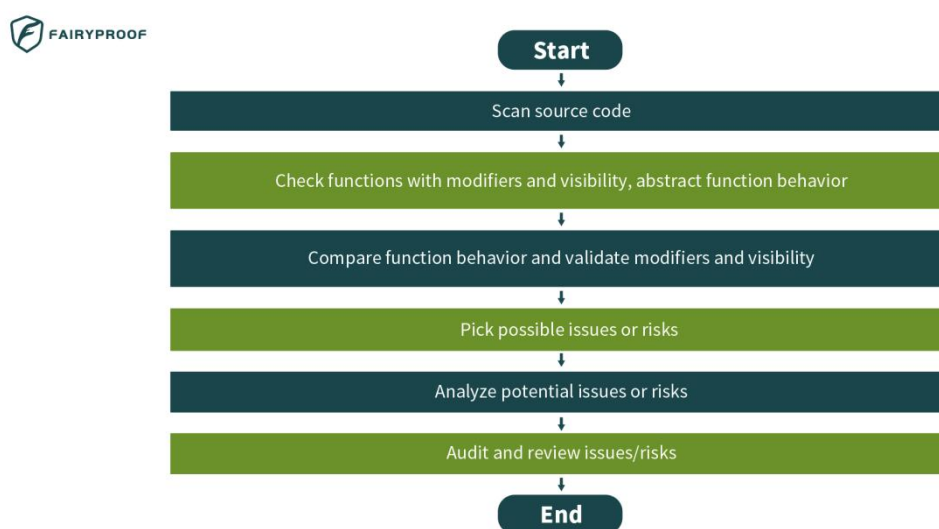 FAIRYPROOF
Start
Scan source code
Check functions with modifiers and visibility, abstract function behavior
Compare function behavior and validate modifiers and visibility
Pick possible issues or risks
Analyze potential issues or risks
Audit and review issues/risks
End